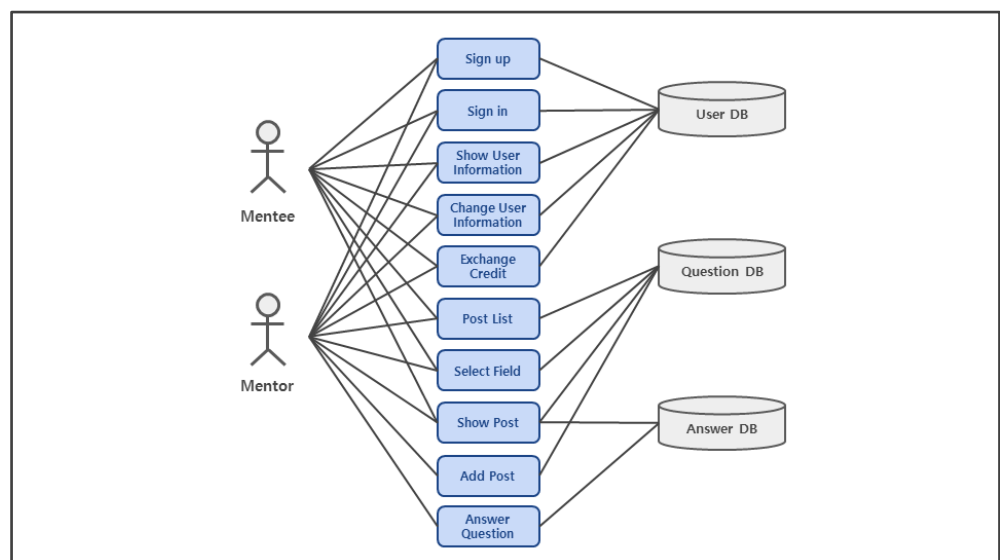 Sign up
Sign in
Show User
Information
Change User
Information
Exchange
Credit
Post List
Select Field
Show Post
Add Post
Answer
Question
Mentee
Mentor
User DB
Question DB
Answer DB